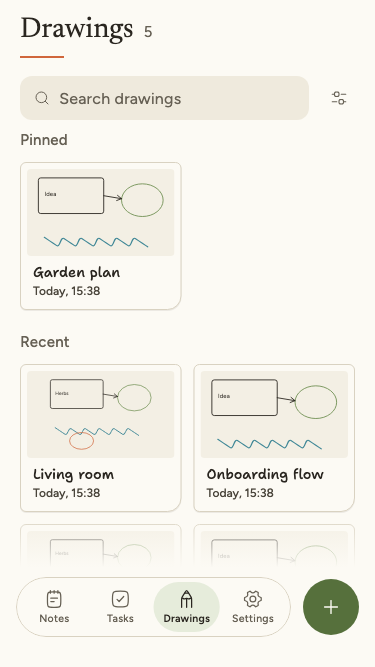 Drawings 5
Search drawings
Pinned
Idea
Garden plan
Today, 15:38
Recent
Herbs
Living room
Today, 15:38
Idea
Onboarding flow
Today, 15:38
Notes
Tasks
Drawings
Settings